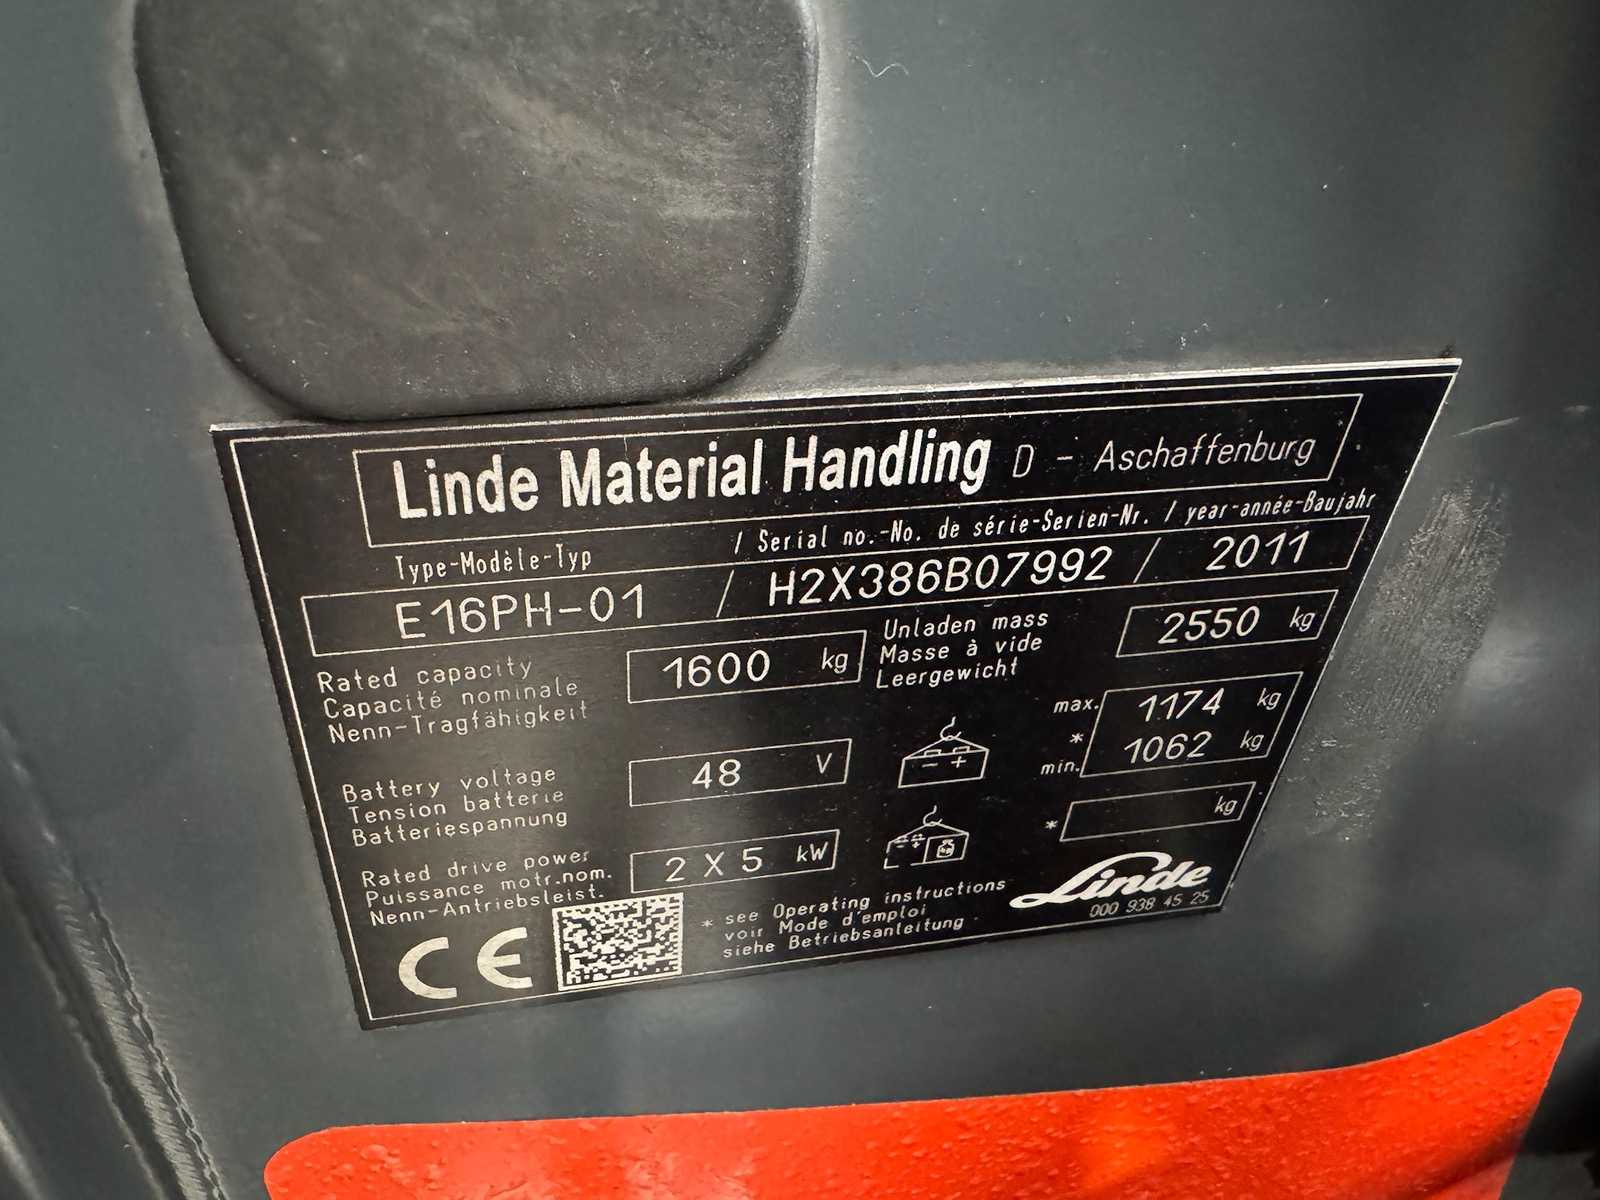 Linde Material Handling D - Aschaffenburg
Type-Modèle-Typ / Serial no.-No. de série-Serien-Nr. / year-année-Baujahr
E16PH-01 / H2X386B07992 / 2011
Rated capacity
Capacité nominale
Nenn-Tragfähigkeit
1600 kg
Unladen mass
Masse à vide
Leergewicht
2550 kg
Battery voltage
Tension batterie
Batteriespannung
48 V
- +
max. 1174 kg
*
min. 1062 kg
Rated drive power
Puissance motr.nom.
Nenn-Antriebsleist.
2 X 5 kW
* kg
CE
* see Operating instructions
voir Mode d'emploi
siehe Betriebsanleitung
Linde
000 938 45 25